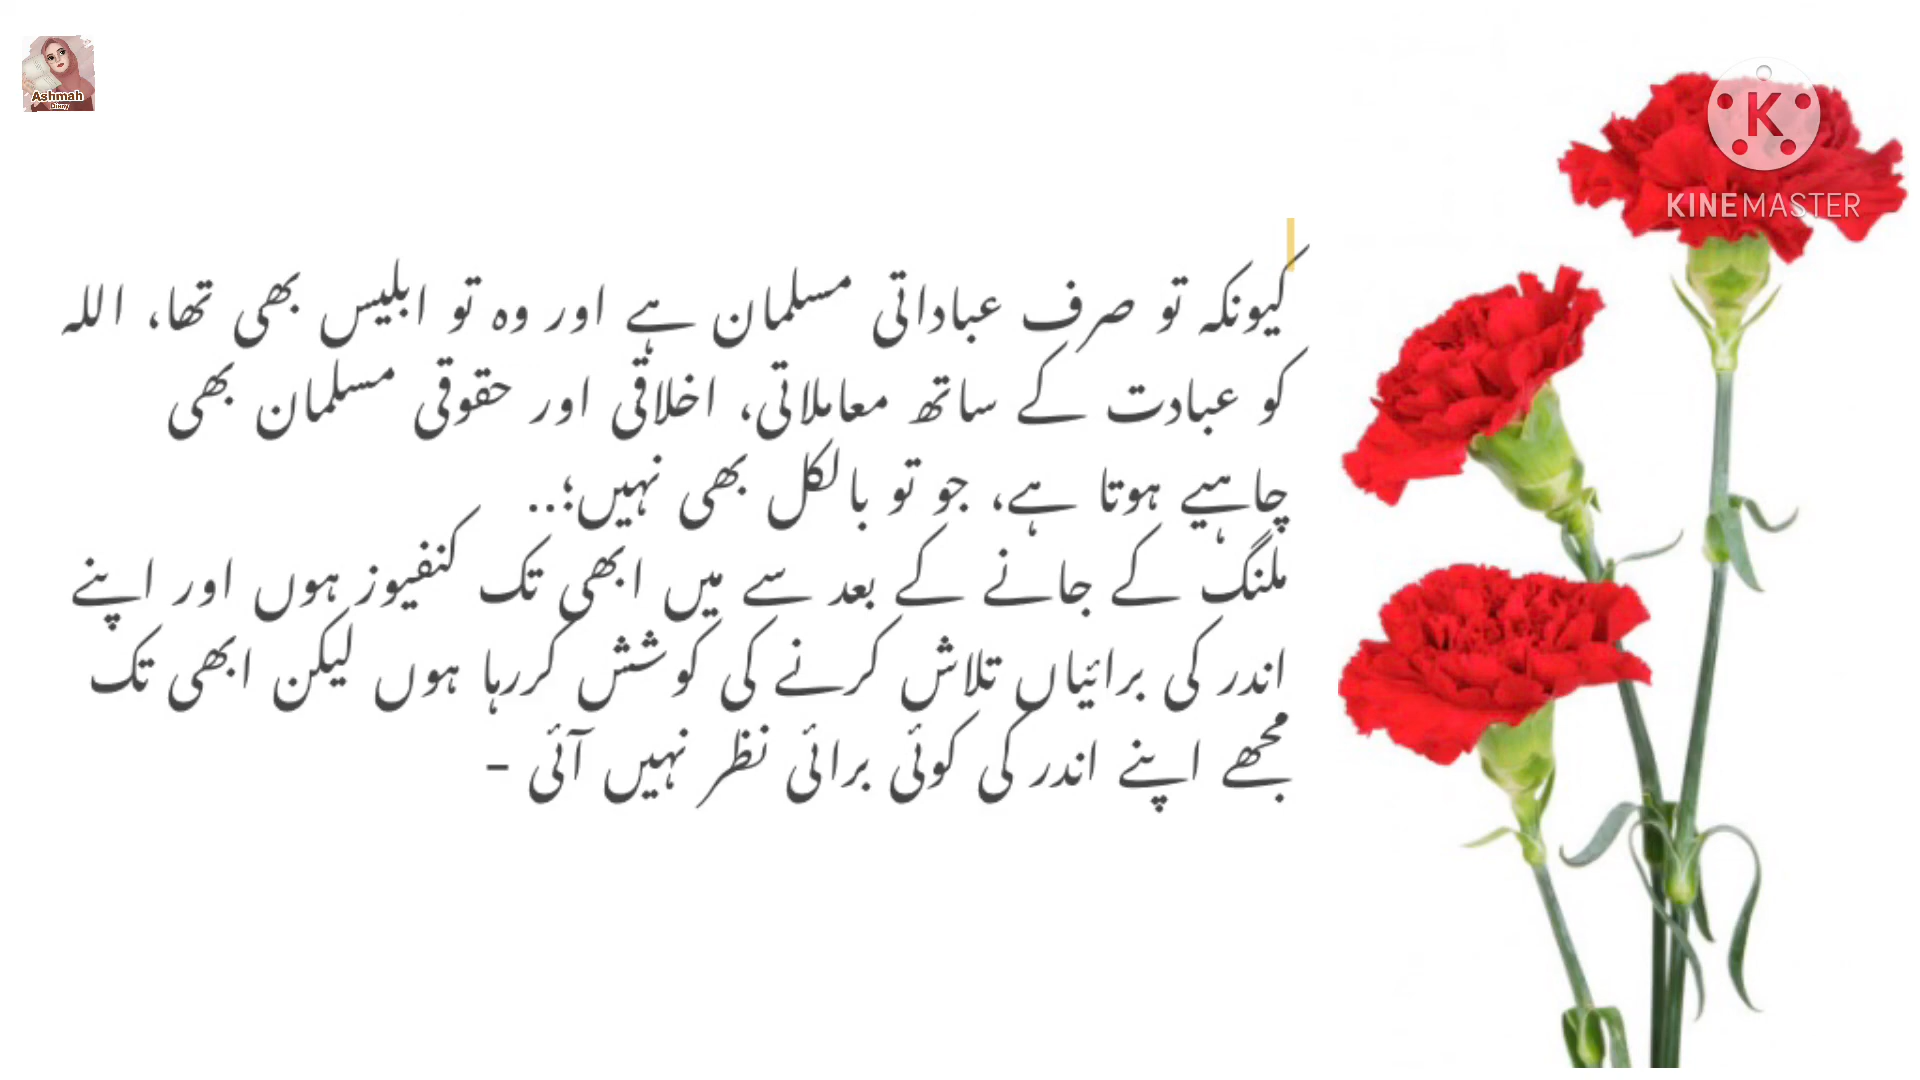 Ashmah
Diary
KINEMASTER
کیونکہ تو صرف عباداتی مسلمان ہے اور وہ تو ابلیس بھی تھا، اللہ
کو عبادت کے ساتھ معاملاتی، اخلاقی اور حقوقی مسلمان بھی
چاہیے ہوتا ہے، جو تو بالکل بھی نہیں؛..
ملنگ کے جانے کے بعد سے میں ابھی تک کنفیوز ہوں اور اپنے
اندر کی برائیاں تلاش کرنے کی کوشش کررہا ہوں لیکن ابھی تک
مجھے اپنے اندر کی کوئی برائی نظر نہیں آئی -